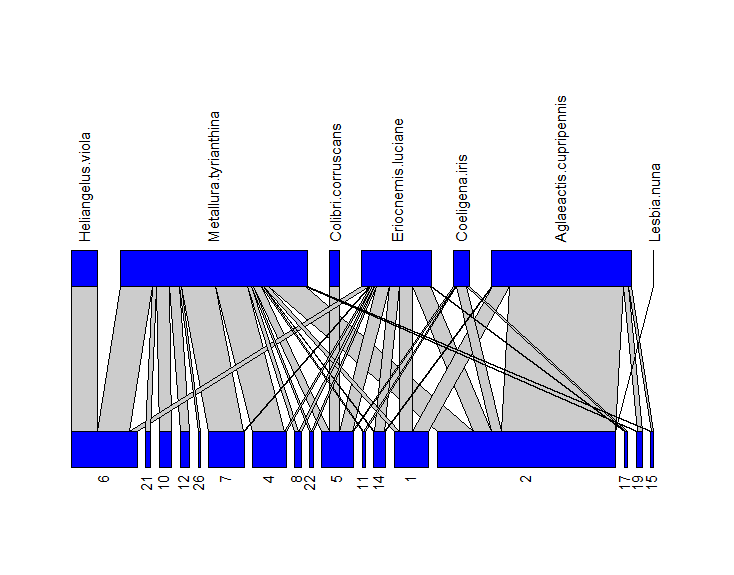 Heliangelus.viola
Metallura.tyrianthina
Colibri.corruscans
Eriocnemis.luciane
Coeligena.iris
Aglaeactis.cupripennis
Lesbia.nuna
6
21
10
12
26
7
4
8
22
5
11
14
1
2
17
19
15